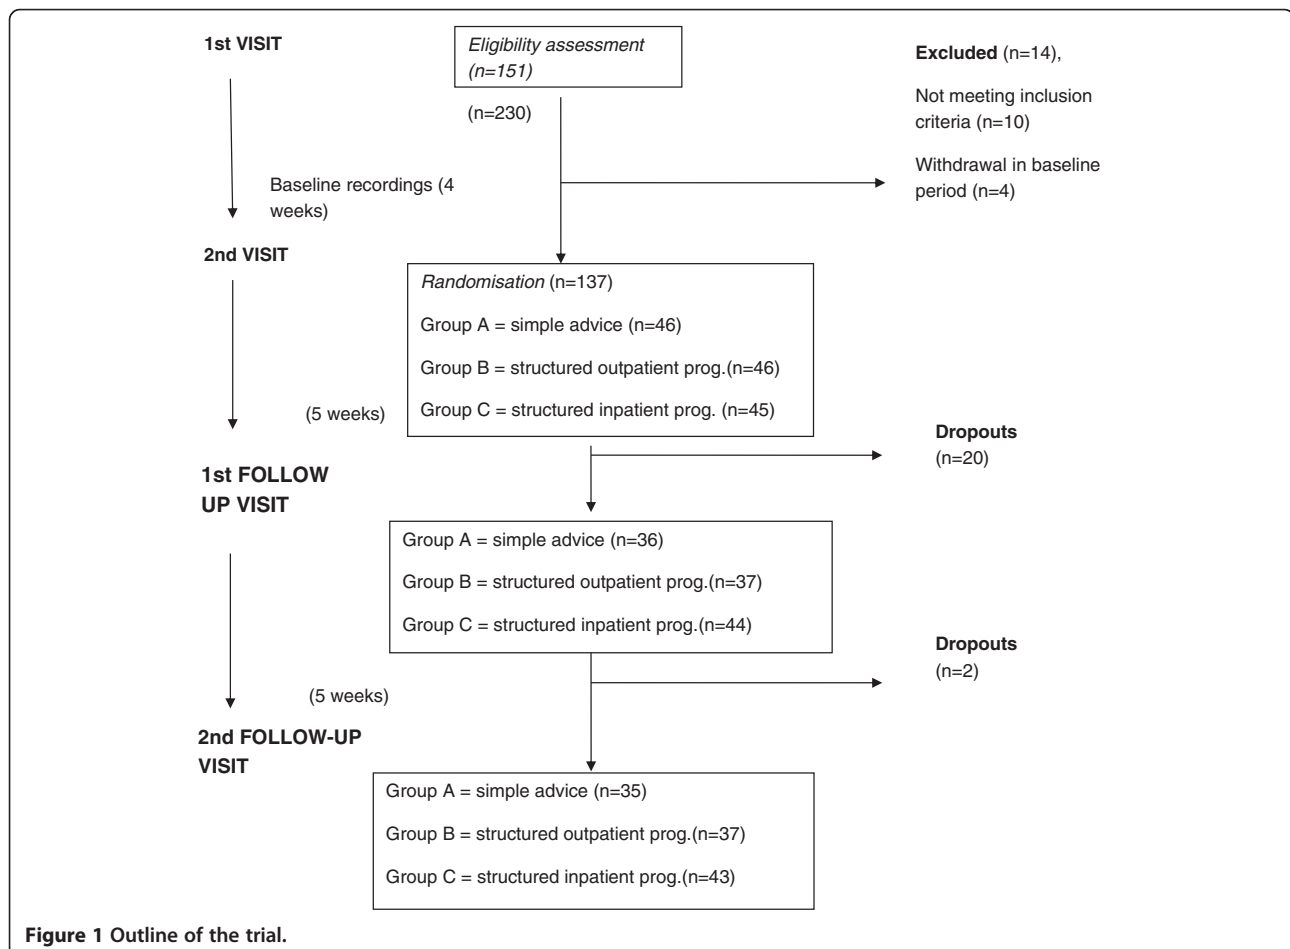 1st VISIT
Eligibility assessment
(n=151)
(n=230)
Excluded (n=14),
Not meeting inclusion
criteria (n=10)
Withdrawal in baseline
period (n=4)
Baseline recordings (4
weeks)
2nd VISIT
Randomisation (n=137)
Group A = simple advice (n=46)
Group B = structured outpatient prog.(n=46)
Group C = structured inpatient prog. (n=45)
(5 weeks)
Dropouts
(n=20)
1st FOLLOW
UP VISIT
Group A = simple advice (n=36)
Group B = structured outpatient prog.(n=37)
Group C = structured inpatient prog.(n=44)
Dropouts
(n=2)
(5 weeks)
2nd FOLLOW-UP
VISIT
Group A = simple advice (n=35)
Group B = structured outpatient prog.(n=37)
Group C = structured inpatient prog.(n=43)
Figure 1 Outline of the trial.